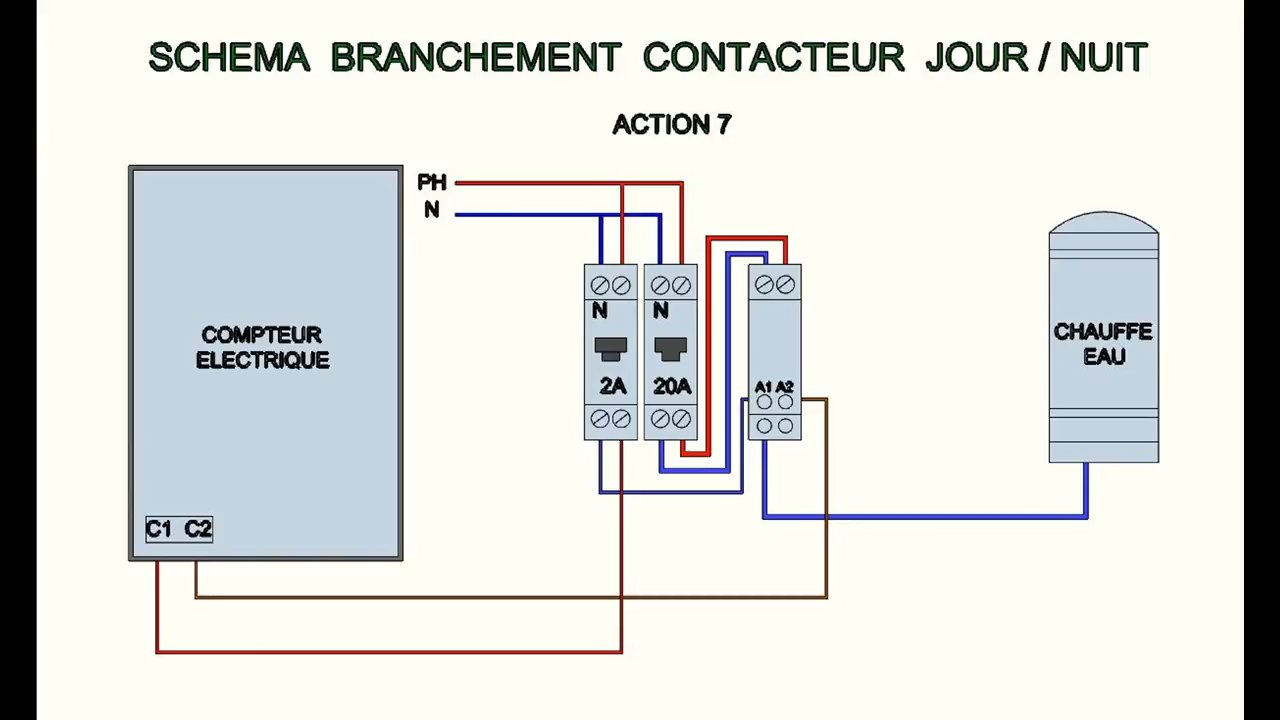 SCHEMA BRANCHEMENT CONTACTEUR JOUR / NUIT
ACTION 7
PH
N
COMPTEUR
ELECTRIQUE
C1 C2
N
2A
N
20A
A1 A2
CHAUFFE
EAU